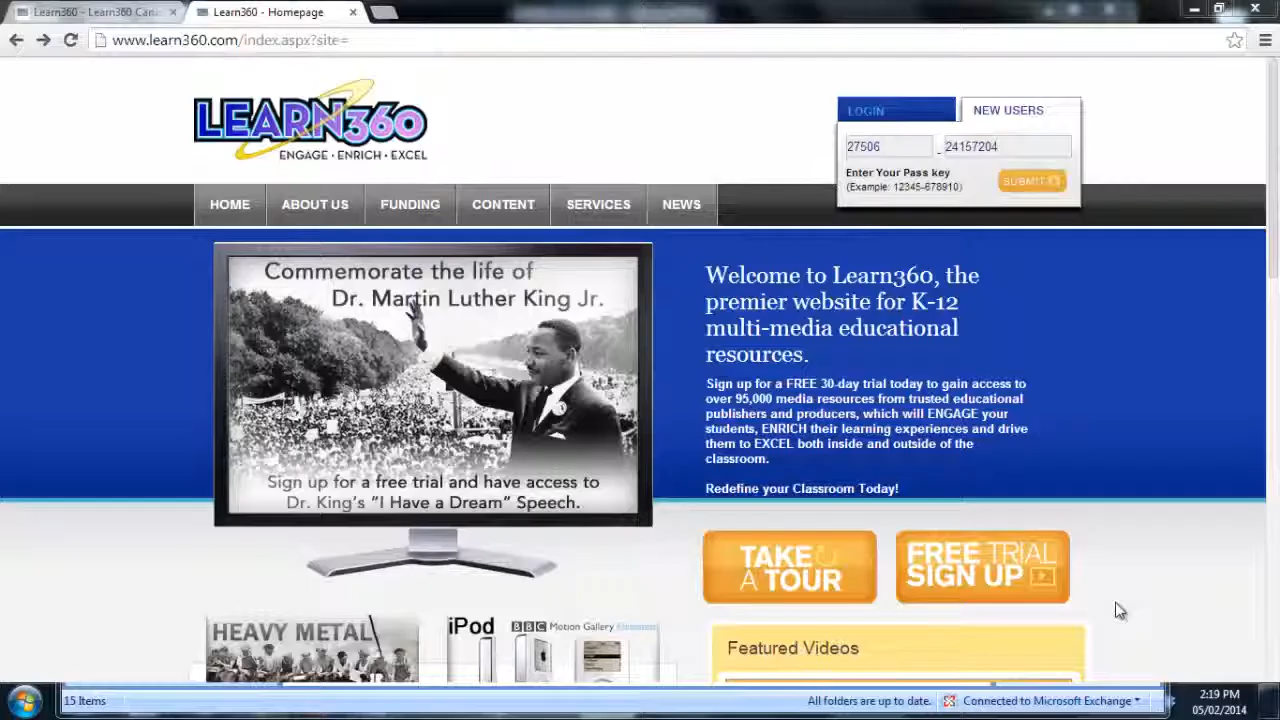 Learn360 - Learn360 Can
Learn360 - Homepage
www.learn360.com/index.aspx?site=
LEARN360
ENGAGE · ENRICH · EXCEL
LOGIN
NEW USERS
27506 - 24157204
Enter Your Pass key
(Example: 12345-678910)
SUBMIT
HOME
ABOUT US
FUNDING
CONTENT
SERVICES
NEWS
Commemorate the life of
Dr. Martin Luther King Jr.
Sign up for a free trial and have access to
Dr. King's "I Have a Dream" Speech.
Welcome to Learn360, the
premier website for K-12
multi-media educational
resources.
Sign up for a FREE 30-day trial today to gain access to
over 95,000 media resources from trusted educational
publishers and producers, which will ENGAGE your
students, ENRICH their learning experiences and drive
them to EXCEL both inside and outside of the
classroom.
Redefine your Classroom Today!
TAKE
A TOUR
FREE TRIAL
SIGN UP
HEAVY METAL
iPod
BBC Motion Gallery
Featured Videos
15 Items
All folders are up to date.
Connected to Microsoft Exchange
2:19 PM
05/02/2014